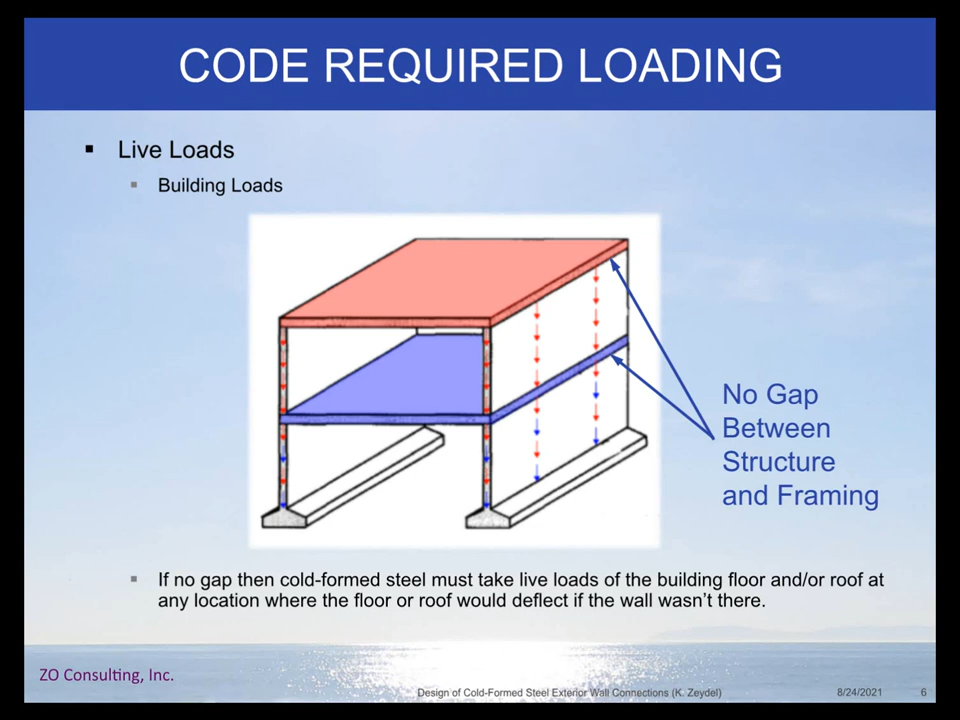 CODE REQUIRED LOADING
Live Loads
Building Loads
No Gap
Between
Structure
and Framing
If no gap then cold-formed steel must take live loads of the building floor and/or roof at
any location where the floor or roof would deflect if the wall wasn't there.
ZO Consulting, Inc.
Design of Cold-Formed Steel Exterior Wall Connections (K. Zeydel)
8/24/2021
6